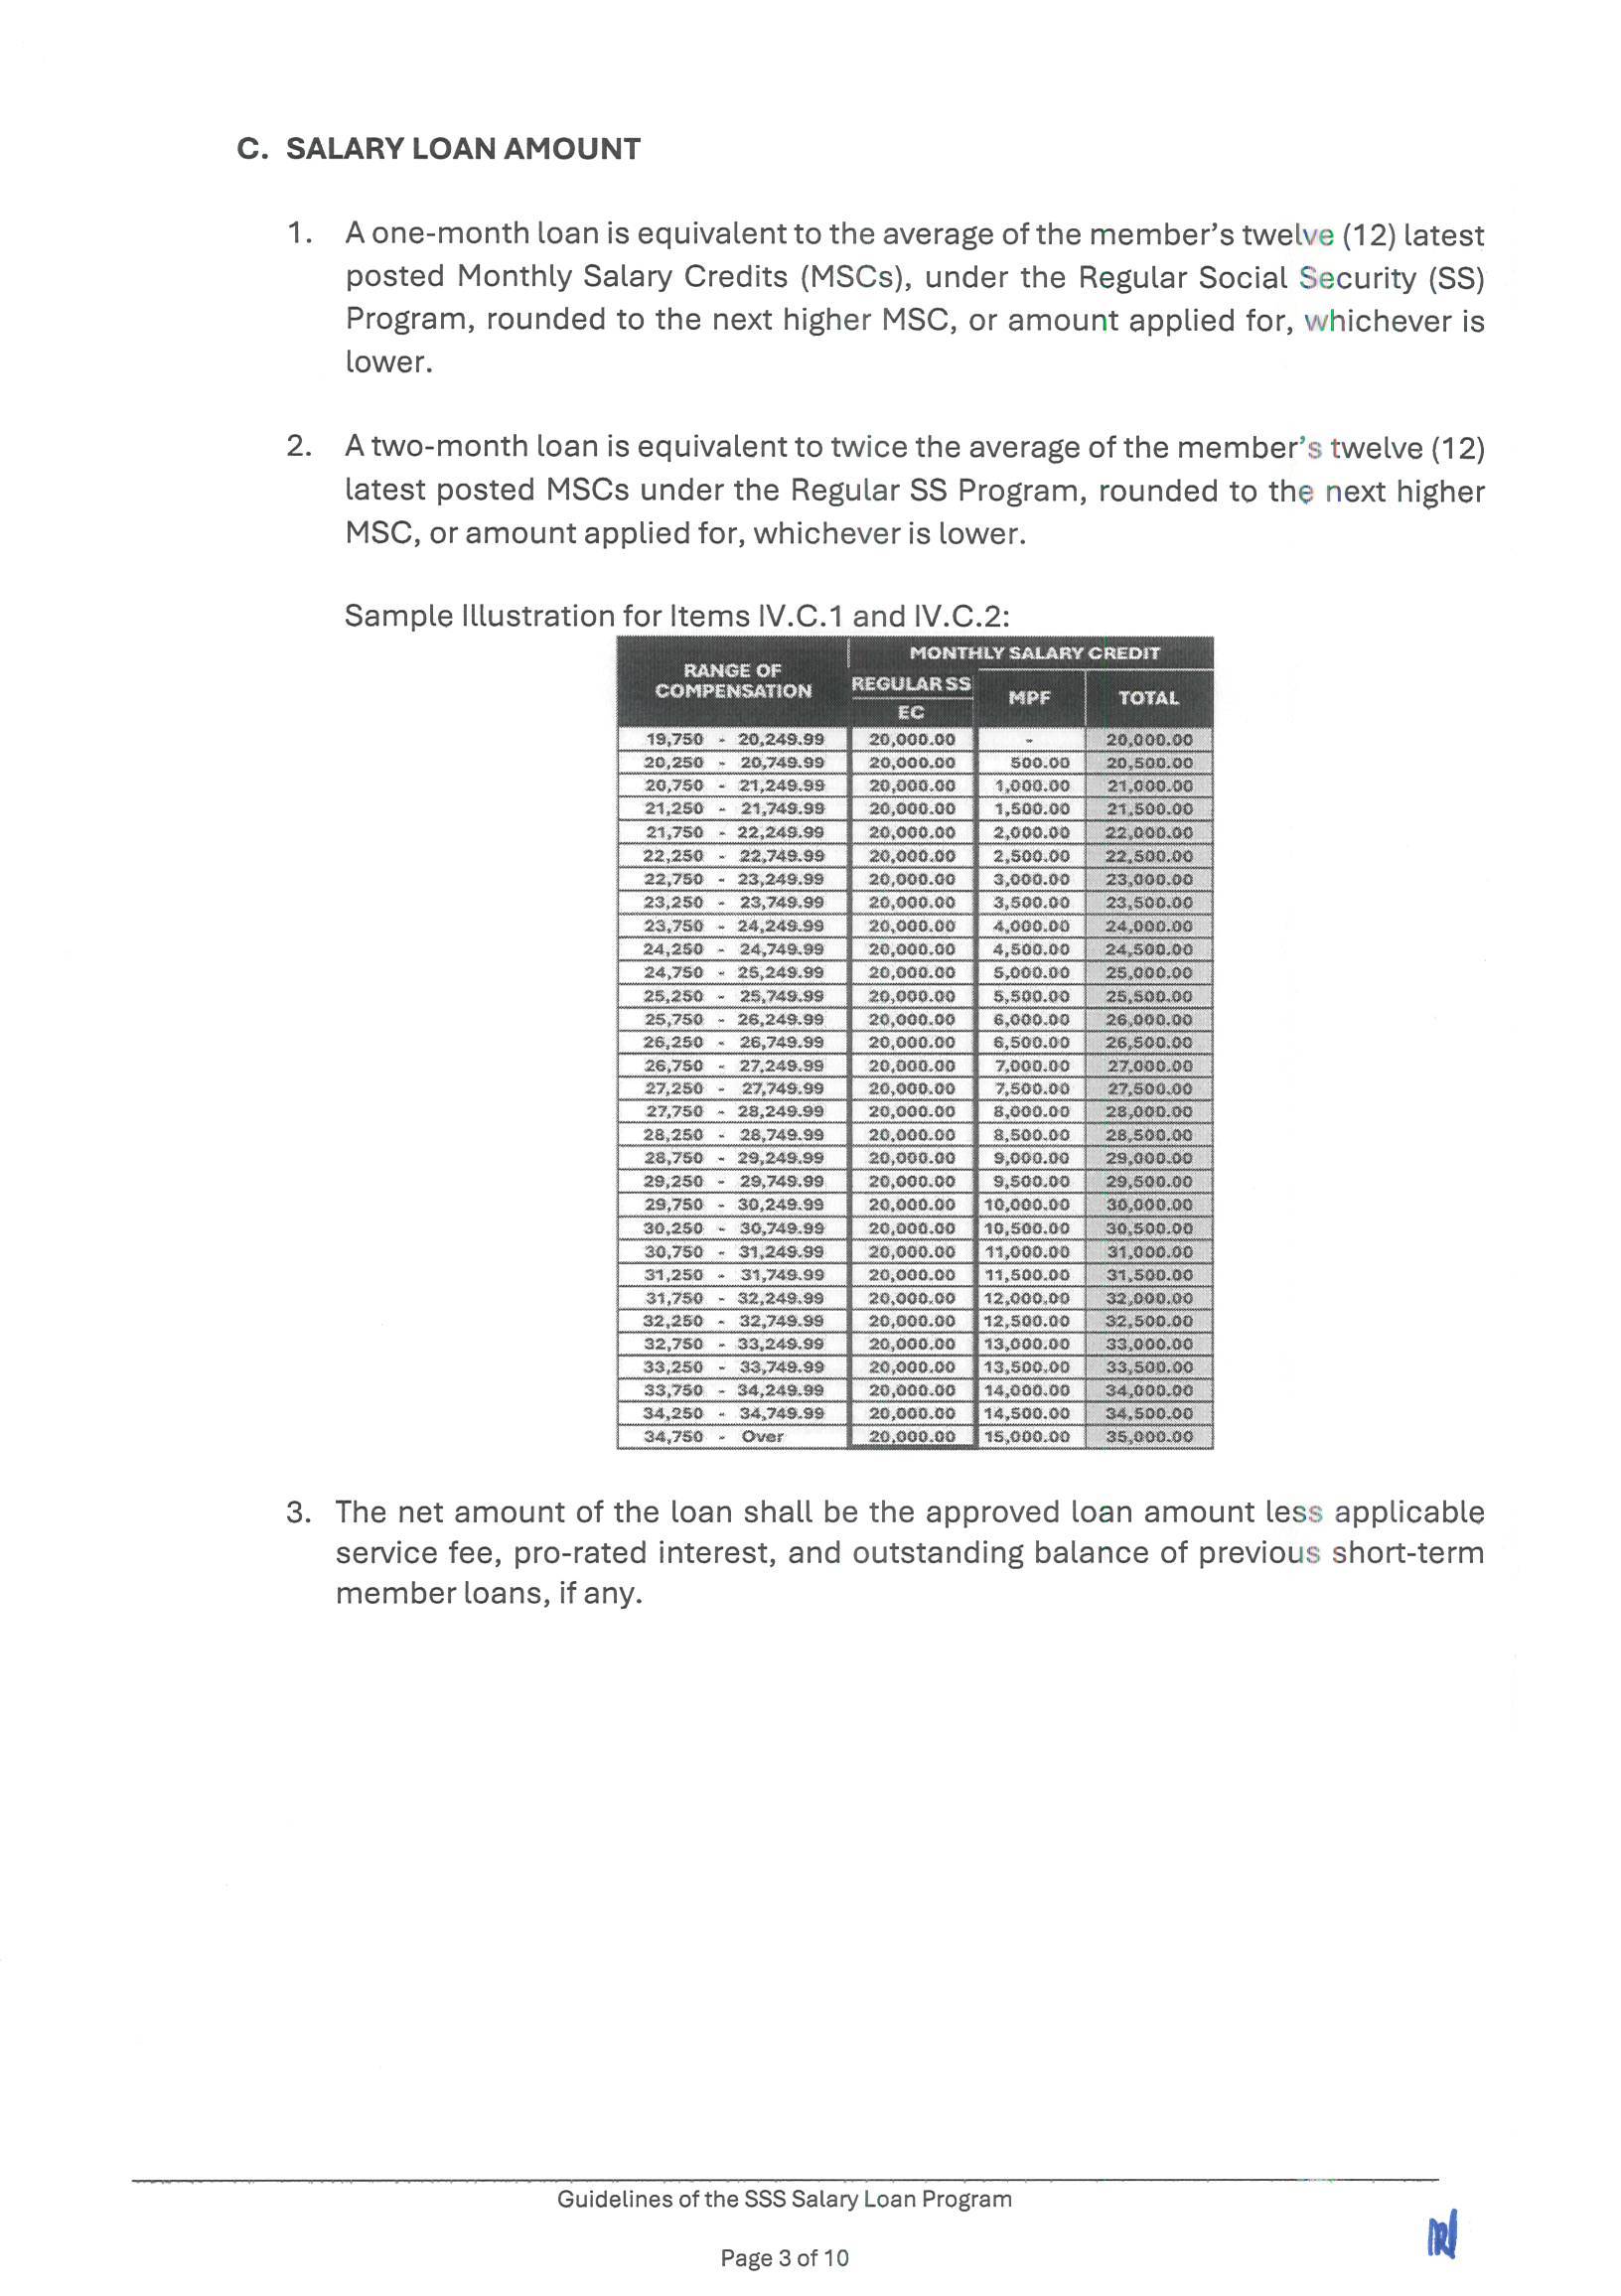 C. SALARY LOAN AMOUNT
1. A one-month loan is equivalent to the average of the member's twelve (12) latest
posted Monthly Salary Credits (MSCs), under the Regular Social Security (SS)
Program, rounded to the next higher MSC, or amount applied for, whichever is
lower.
2. A two-month loan is equivalent to twice the average of the member's twelve (12)
latest posted MSCs under the Regular SS Program, rounded to the next higher
MSC, or amount applied for, whichever is lower.
Sample Illustration for Items IV.C.1 and IV.C.2:
RANGE OF COMPENSATION MONTHLY SALARY CREDIT
REGULAR SS MPF TOTAL
EC
19,750 - 20,249.99 20,000.00 - 20,000.00
20,250 - 20,749.99 20,000.00 500.00 20,500.00
20,750 - 21,249.99 20,000.00 1,000.00 21,000.00
21,250 - 21,749.99 20,000.00 1,500.00 21,500.00
21,750 - 22,249.99 20,000.00 2,000.00 22,000.00
22,250 - 22,749.99 20,000.00 2,500.00 22,500.00
22,750 - 23,249.99 20,000.00 3,000.00 23,000.00
23,250 - 23,749.99 20,000.00 3,500.00 23,500.00
23,750 - 24,249.99 20,000.00 4,000.00 24,000.00
24,250 - 24,749.99 20,000.00 4,500.00 24,500.00
24,750 - 25,249.99 20,000.00 5,000.00 25,000.00
25,250 - 25,749.99 20,000.00 5,500.00 25,500.00
25,750 - 26,249.99 20,000.00 6,000.00 26,000.00
26,250 - 26,749.99 20,000.00 6,500.00 26,500.00
26,750 - 27,249.99 20,000.00 7,000.00 27,000.00
27,250 - 27,749.99 20,000.00 7,500.00 27,500.00
27,750 - 28,249.99 20,000.00 8,000.00 28,000.00
28,250 - 28,749.99 20,000.00 8,500.00 28,500.00
28,750 - 29,249.99 20,000.00 9,000.00 29,000.00
29,250 - 29,749.99 20,000.00 9,500.00 29,500.00
29,750 - 30,249.99 20,000.00 10,000.00 30,000.00
30,250 - 30,749.99 20,000.00 10,500.00 30,500.00
30,750 - 31,249.99 20,000.00 11,000.00 31,000.00
31,250 - 31,749.99 20,000.00 11,500.00 31,500.00
31,750 - 32,249.99 20,000.00 12,000.00 32,000.00
32,250 - 32,749.99 20,000.00 12,500.00 32,500.00
32,750 - 33,249.99 20,000.00 13,000.00 33,000.00
33,250 - 33,749.99 20,000.00 13,500.00 33,500.00
33,750 - 34,249.99 20,000.00 14,000.00 34,000.00
34,250 - 34,749.99 20,000.00 14,500.00 34,500.00
34,750 - Over 20,000.00 15,000.00 35,000.00
3. The net amount of the loan shall be the approved loan amount less applicable
service fee, pro-rated interest, and outstanding balance of previous short-term
member loans, if any.
Guidelines of the SSS Salary Loan Program
Page 3 of 10